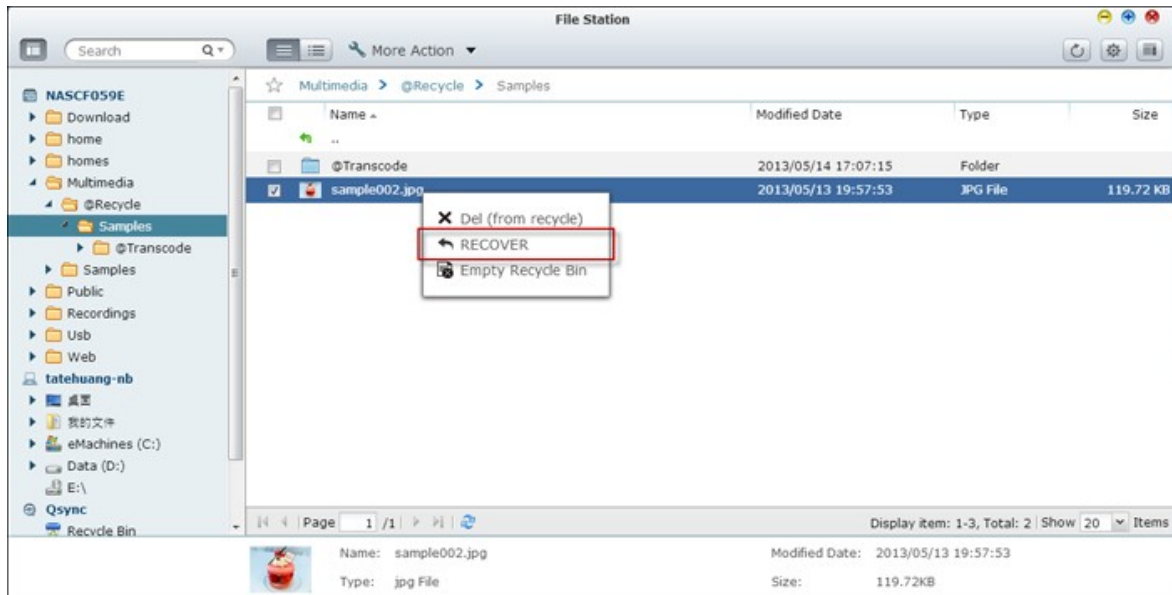 File Station
Search
More Action
NASCF059E
Download
home
homes
Multimedia
@Recycle
Samples
@Transcode
Samples
Public
Recordings
Usb
Web
tatehuang-nb
桌面
我的文件
eMachines (C:)
Data (D:)
E:\
Qsync
Recycle Bin
Multimedia > @Recycle > Samples
Name Modified Date Type Size
..
@Transcode 2013/05/14 17:07:15 Folder
sample002.jpg 2013/05/13 19:57:53 JPG File 119.72 KB
Del (from recycle)
RECOVER
Empty Recycle Bin
Page 1 /1 Display item: 1-3, Total: 2 Show 20 Items
Name: sample002.jpg Modified Date: 2013/05/13 19:57:53
Type: jpg File Size: 119.72KB